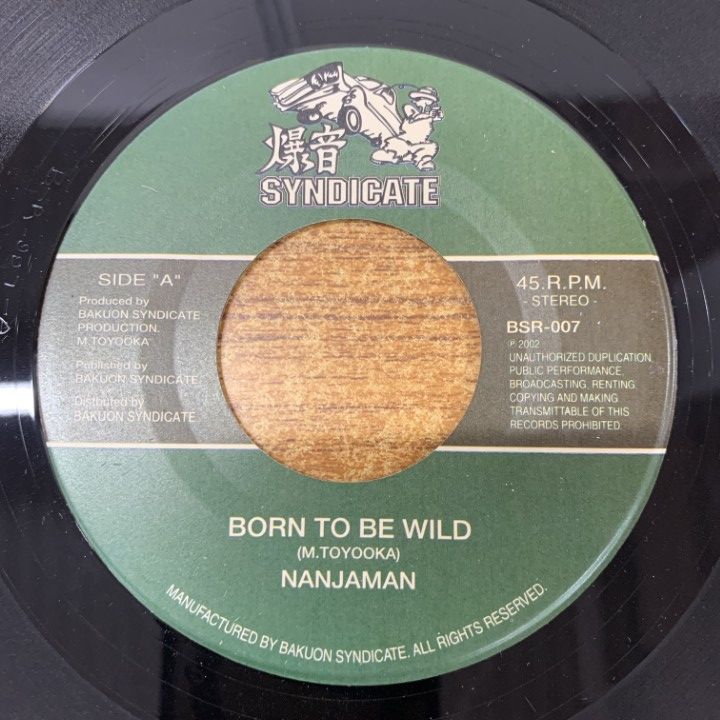 爆音
SYNDICATE
SIDE "A"
Produced by
BAKUON SYNDICATE
PRODUCTION.
M.TOYOOKA
Published by
BAKUON SYNDICATE.
Distributed by
BAKUON SYNDICATE.
45.R.P.M.
- STEREO -
BSR-007
℗ 2002
UNAUTHORIZED DUPLICATION,
PUBLIC PERFORMANCE,
BROADCASTING, RENTING
COPYING AND MAKING
TRANSMITTABLE OF THIS
RECORDS PROHIBITED.
BORN TO BE WILD
(M.TOYOOKA)
NANJAMAN
MANUFACTURED BY BAKUON SYNDICATE. ALL RIGHTS RESERVED.